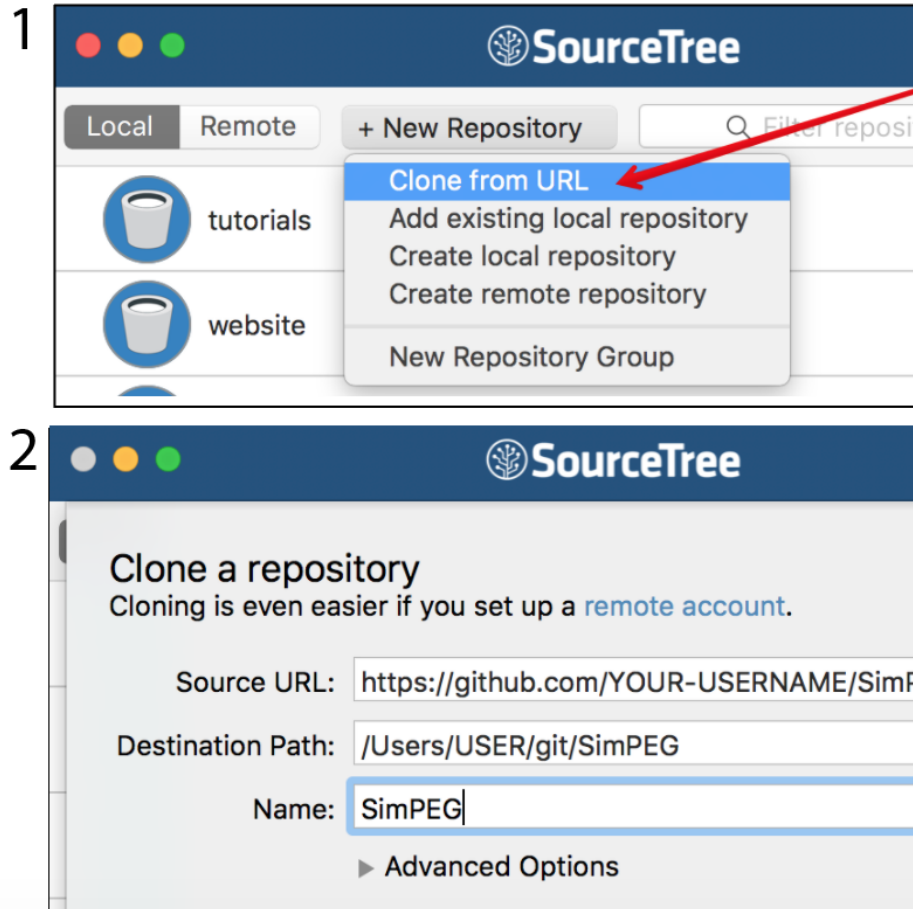 1
SourceTree
Local Remote + New Repository Filter reposi
Clone from URL
tutorials
Add existing local repository
Create local repository
Create remote repository
website
New Repository Group
2
SourceTree
Clone a repository
Cloning is even easier if you set up a remote account.
Source URL: https://github.com/YOUR-USERNAME/Sim
Destination Path: /Users/USER/git/SimPEG
Name: SimPEG
Advanced Options